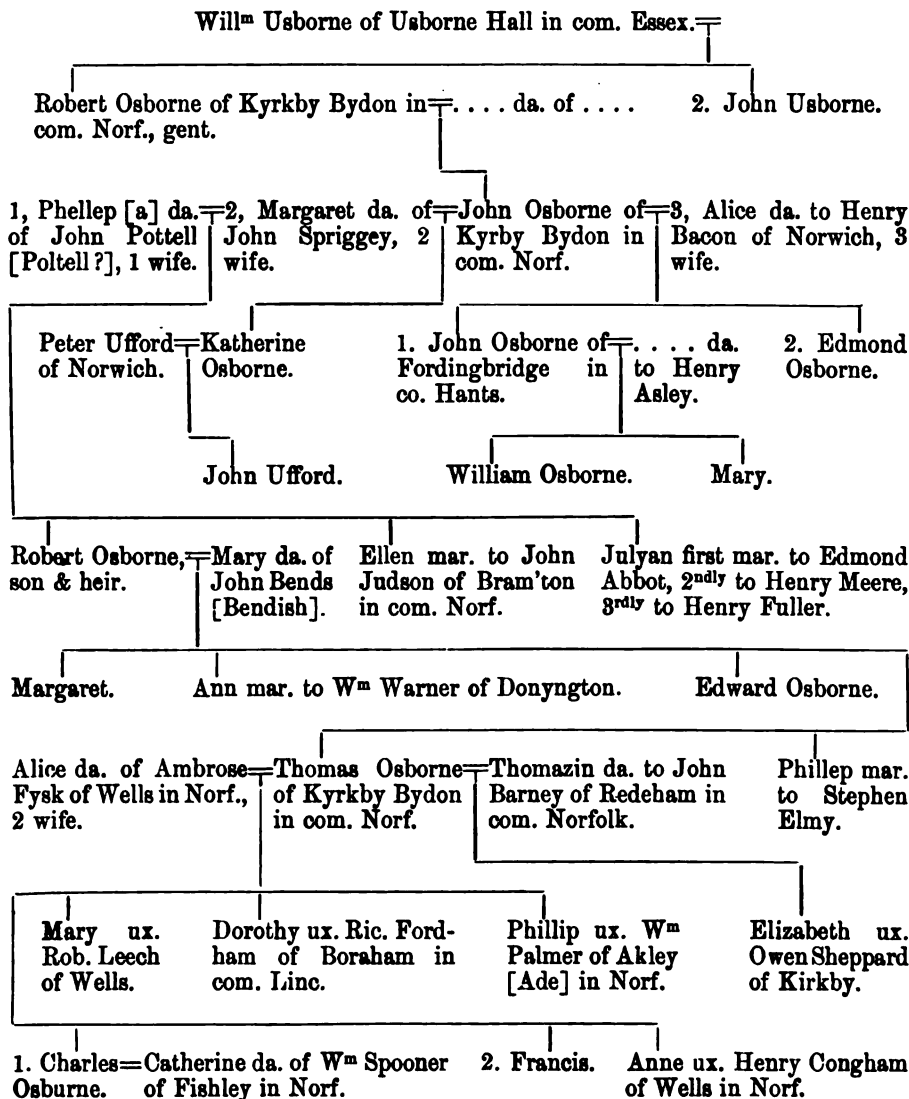 Will^m Usborne of Usborne Hall in com. Essex.
Robert Osborne of Kyrkby Bydon in
com. Norf., gent.
. . . . da. of . . . .
2. John Usborne.
1, Phellep [a] da.
of John Pottell
[Poltell ?], 1 wife.
2, Margaret da. of
John Spriggey, 2
wife.
John Osborne of
Kyrby Bydon in
com. Norf.
3, Alice da. to Henry
Bacon of Norwich, 3
wife.
Peter Ufford
of Norwich.
Katherine
Osborne.
1. John Osborne of
Fordingbridge in
co. Hants.
. . . . da.
to Henry
Asley.
2. Edmond
Osborne.
John Ufford.
William Osborne.
Mary.
Robert Osborne,
son & heir.
Mary da. of
John Bends
[Bendish].
Ellen mar. to John
Judson of Bram'ton
in com. Norf.
Julyan first mar. to Edmond
Abbot, 2^ndly to Henry Meere,
3^rdly to Henry Fuller.
Margaret.
Ann mar. to W^m Warner of Donyngton.
Edward Osborne.
Alice da. of Ambrose
Fysk of Wells in Norf.,
2 wife.
Thomas Osborne
of Kyrkby Bydon
in com. Norf.
Thomazin da. to John
Barney of Redeham in
com. Norfolk.
Phillep mar.
to Stephen
Elmy.
Mary ux.
Rob. Leech
of Wells.
Dorothy ux. Ric. Ford-
ham of Boraham in
com. Linc.
Phillip ux. W^m
Palmer of Akley
[Ade] in Norf.
Elizabeth ux.
Owen Sheppard
of Kirkby.
1. Charles
Osburne.
Catherine da. of W^m Spooner
of Fishley in Norf.
2. Francis.
Anne ux. Henry Congham
of Wells in Norf.